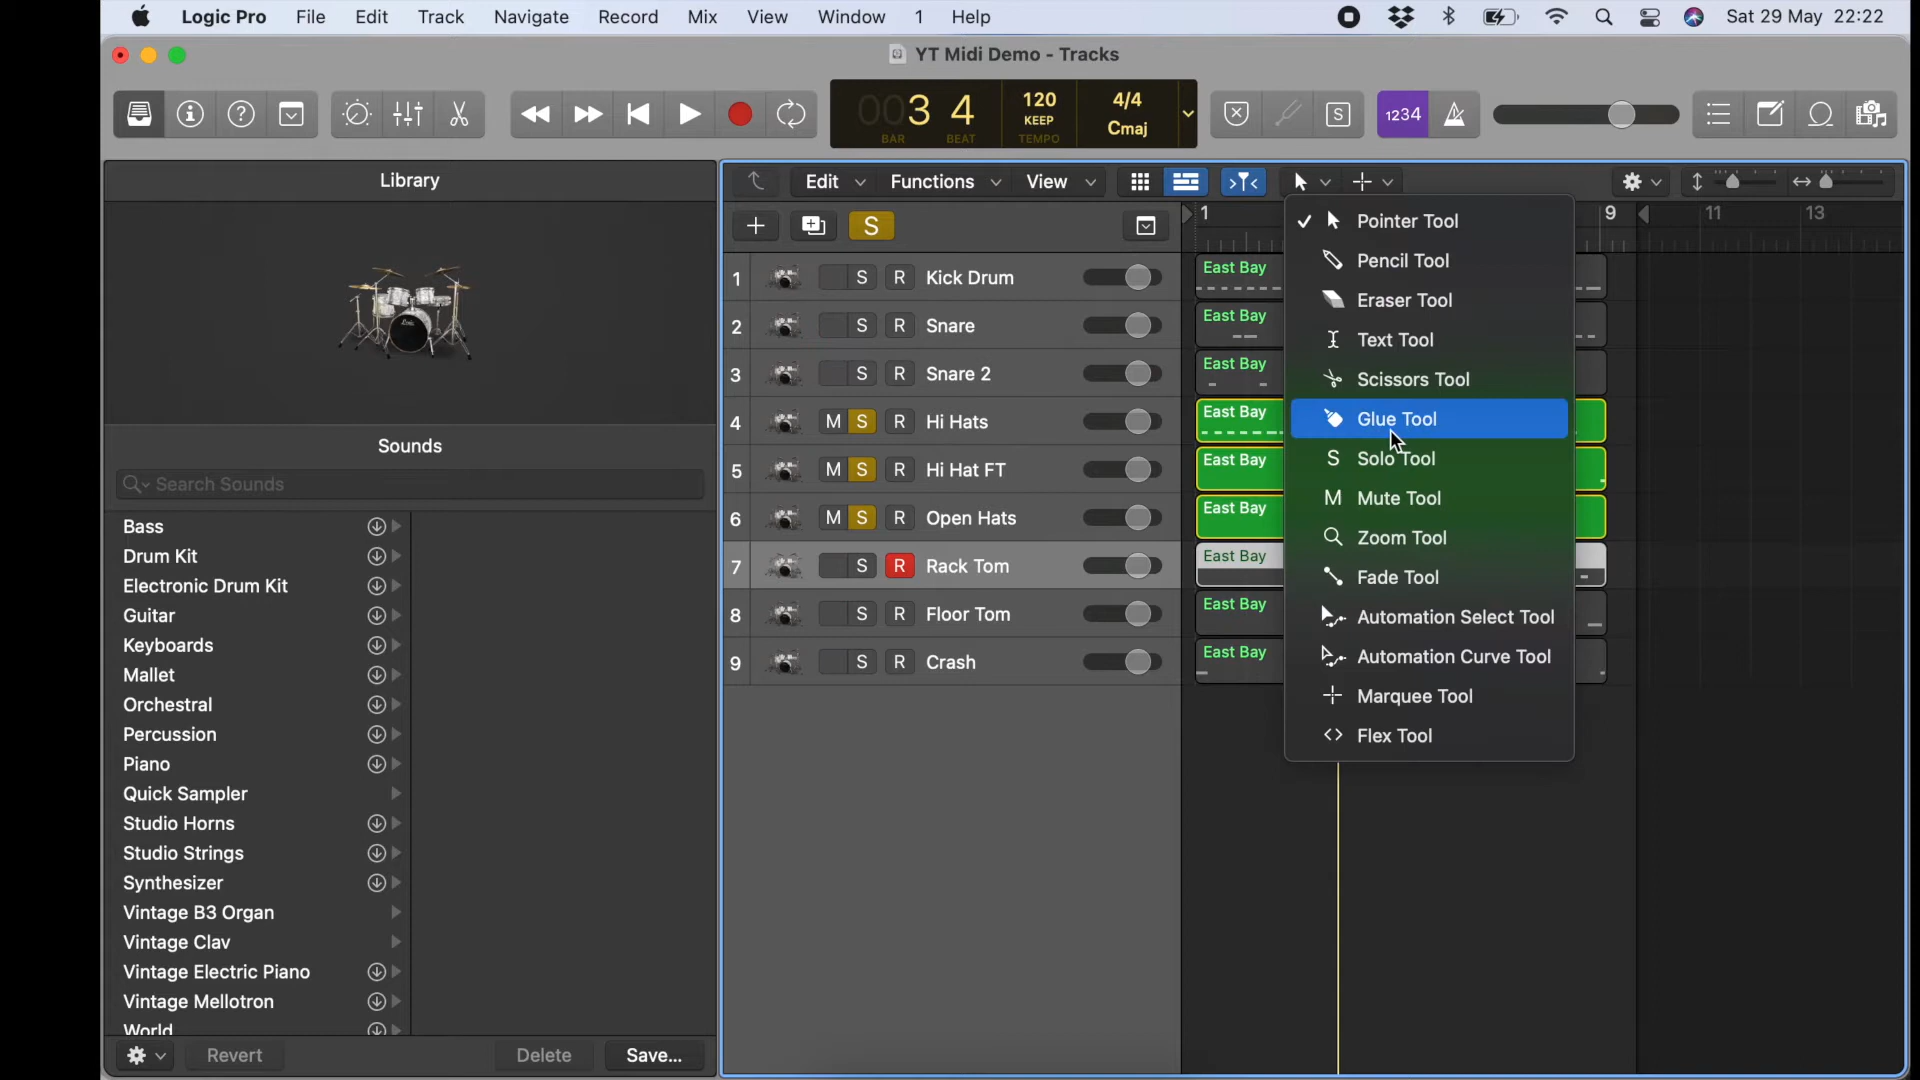 Logic Pro File Edit Track Navigate Record Mix View Window 1 Help Sat 29 May 22:22
YT Midi Demo - Tracks
003 4 120 4/4
KEEP Cmaj
BAR BEAT TEMPO
S 1234
Library
Edit Functions View
S 1 9 11 13
Pointer Tool
Pencil Tool
Eraser Tool
Text Tool
Scissors Tool
Glue Tool
S Solo Tool
M Mute Tool
Zoom Tool
Fade Tool
Automation Select Tool
Automation Curve Tool
Marquee Tool
Flex Tool
1 S R Kick Drum East Bay
2 S R Snare East Bay
3 S R Snare 2 East Bay
4 M S R Hi Hats East Bay
5 M S R Hi Hat FT East Bay
6 M S R Open Hats East Bay
7 S R Rack Tom East Bay
8 S R Floor Tom East Bay
9 S R Crash East Bay
Sounds
Search Sounds
Bass
Drum Kit
Electronic Drum Kit
Guitar
Keyboards
Mallet
Orchestral
Percussion
Piano
Quick Sampler
Studio Horns
Studio Strings
Synthesizer
Vintage B3 Organ
Vintage Clav
Vintage Electric Piano
Vintage Mellotron
World
Revert Delete Save...